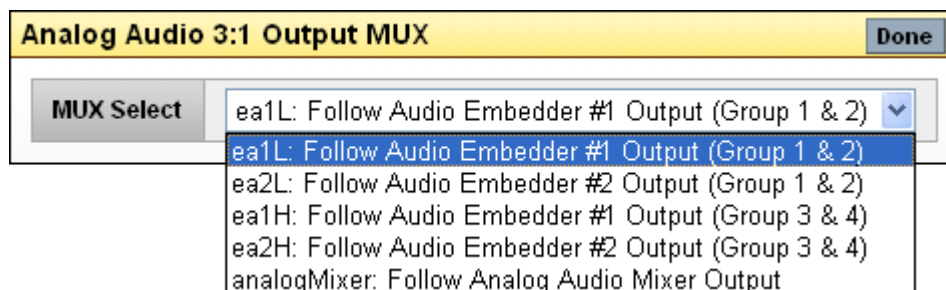 Analog Audio 3:1 Output MUX Done
MUX Select ea1L: Follow Audio Embedder #1 Output (Group 1 & 2)
ea1L: Follow Audio Embedder #1 Output (Group 1 & 2)
ea2L: Follow Audio Embedder #2 Output (Group 1 & 2)
ea1H: Follow Audio Embedder #1 Output (Group 3 & 4)
ea2H: Follow Audio Embedder #2 Output (Group 3 & 4)
analogMixer: Follow Analog Audio Mixer Output